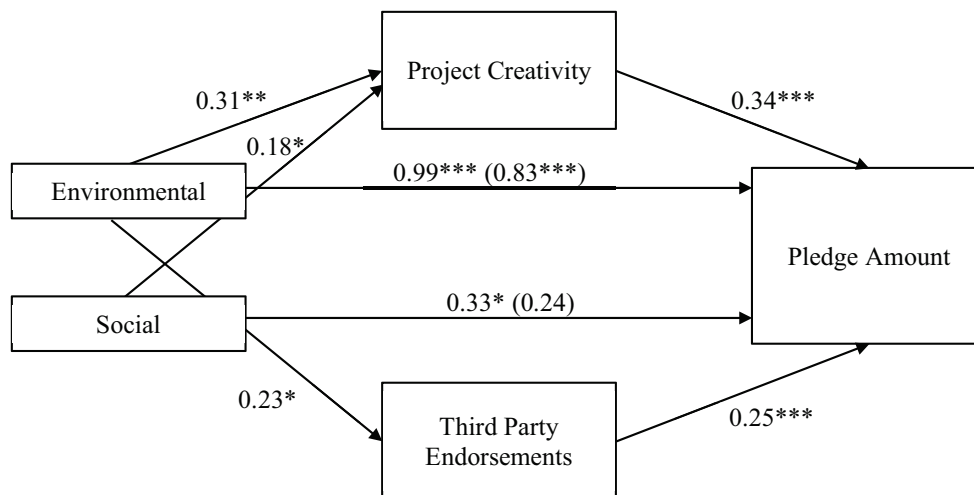 Project Creativity
0.31**
0.34***
0.18*
0.99*** (0.83***)
Environmental
Pledge Amount
0.33* (0.24)
Social
0.23*
Third Party
Endorsements
0.25***